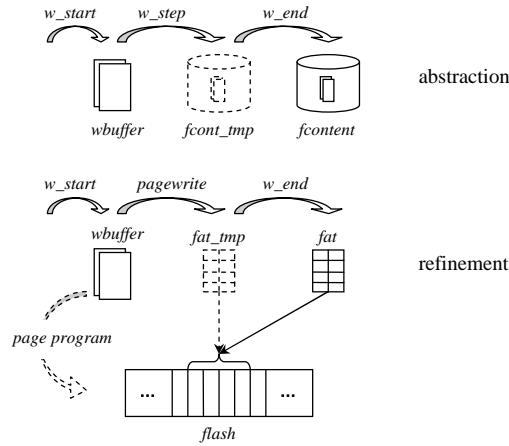 w_start w_step w_end
abstraction
wbuffer fcont_tmp fcontent
w_start pagewrite w_end
wbuffer fat_tmp fat
refinement
page program
... ...
flash